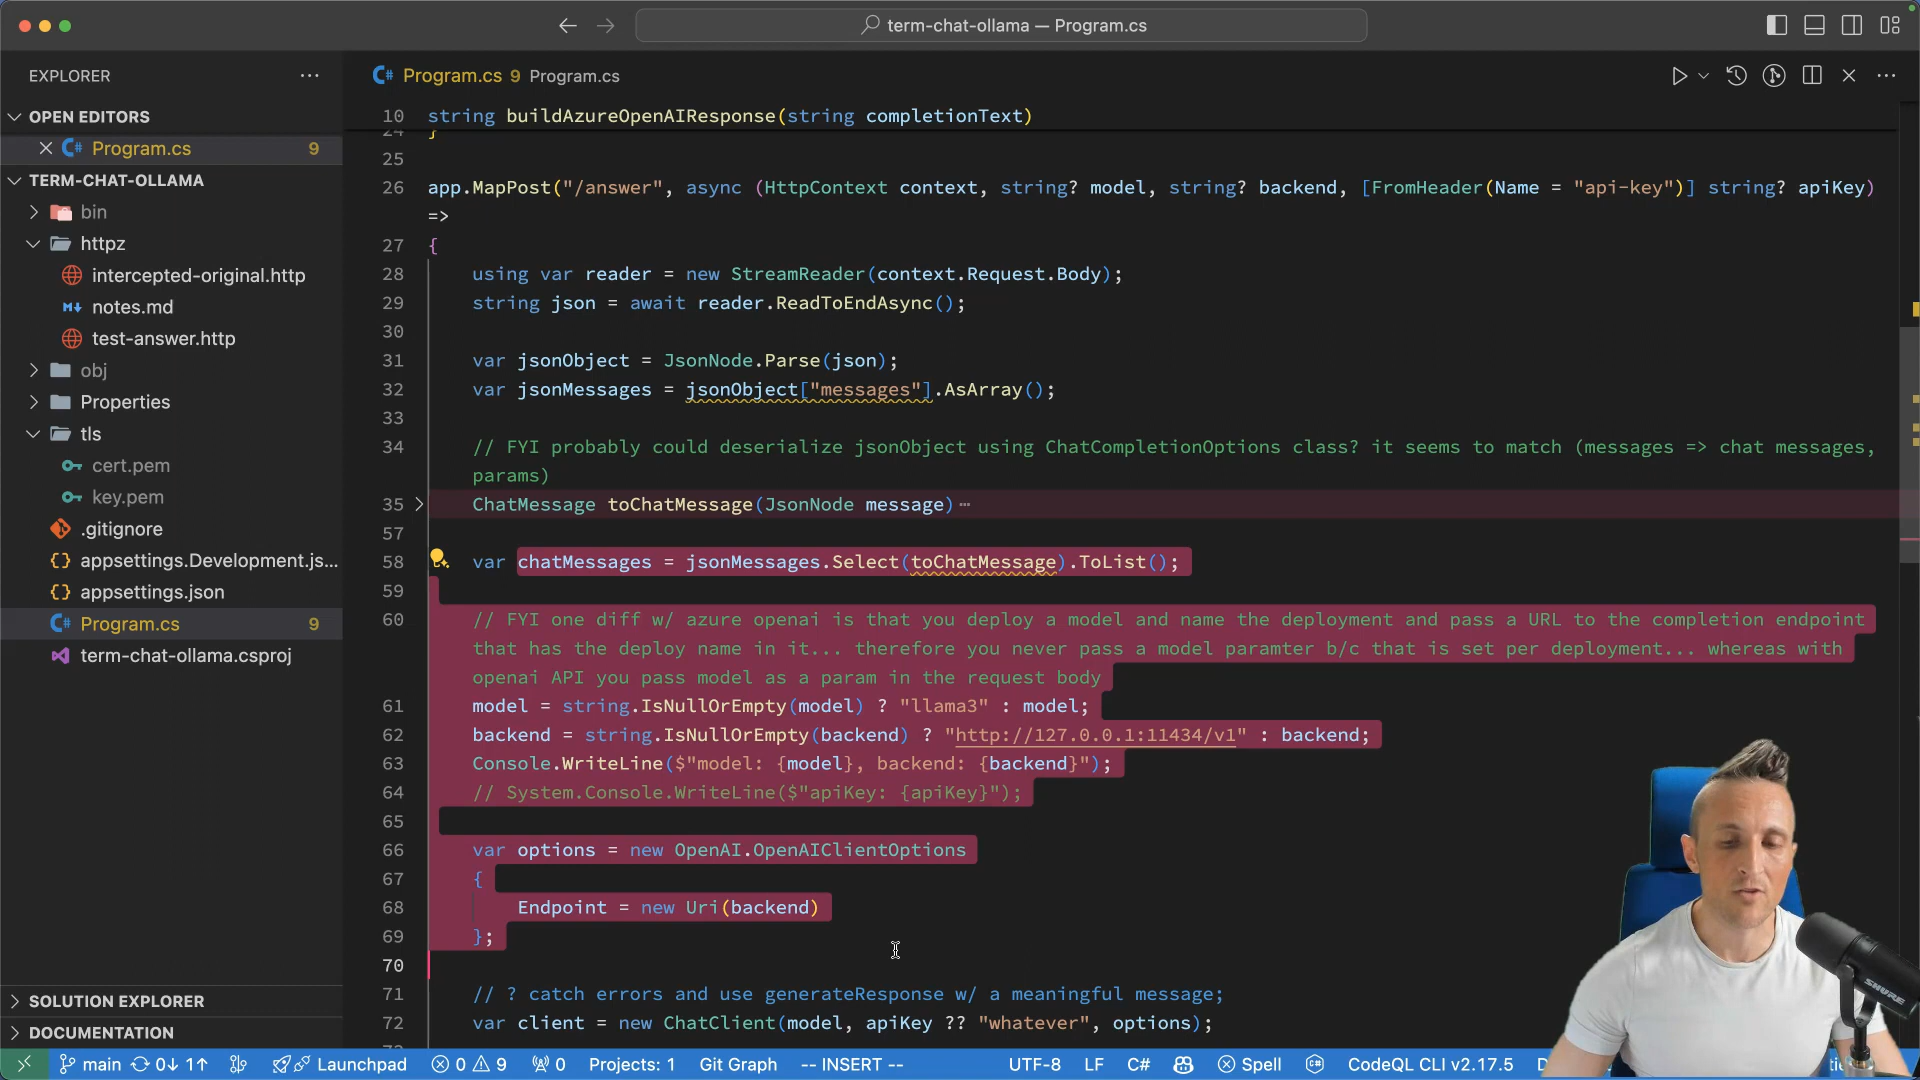 term-chat-ollama — Program.cs
EXPLORER
OPEN EDITORS
Program.cs 9
TERM-CHAT-OLLAMA
bin
httpz
intercepted-original.http
notes.md
test-answer.http
obj
Properties
tls
cert.pem
key.pem
.gitignore
appsettings.Development.js...
appsettings.json
Program.cs 9
term-chat-ollama.csproj
SOLUTION EXPLORER
DOCUMENTATION
Program.cs 9 Program.cs
10 string buildAzureOpenAIResponse(string completionText)
24 }
25
26 app.MapPost("/answer", async (HttpContext context, string? model, string? backend, [FromHeader(Name = "api-key")] string? apiKey)
=>
27 {
28 using var reader = new StreamReader(context.Request.Body);
29 string json = await reader.ReadToEndAsync();
30
31 var jsonObject = JsonNode.Parse(json);
32 var jsonMessages = jsonObject["messages"].AsArray();
33
34 // FYI probably could deserialize jsonObject using ChatCompletionOptions class? it seems to match (messages => chat messages,
params)
35 ChatMessage toChatMessage(JsonNode message) ⋯
57
58 var chatMessages = jsonMessages.Select(toChatMessage).ToList();
59
60 // FYI one diff w/ azure openai is that you deploy a model and name the deployment and pass a URL to the completion endpoint
that has the deploy name in it... therefore you never pass a model paramter b/c that is set per deployment... whereas with
openai API you pass model as a param in the request body
61 model = string.IsNullOrEmpty(model) ? "llama3" : model;
62 backend = string.IsNullOrEmpty(backend) ? "http://127.0.0.1:11434/v1" : backend;
63 Console.WriteLine($"model: {model}, backend: {backend}");
64 // System.Console.WriteLine($"apiKey: {apiKey}");
65
66 var options = new OpenAI.OpenAIClientOptions
67 {
68 Endpoint = new Uri(backend)
69 };
70
71 // ? catch errors and use generateResponse w/ a meaningful message;
72 var client = new ChatClient(model, apiKey ?? "whatever", options);
main 0↓ 1↑ Launchpad 0 9 0 Projects: 1 Git Graph -- INSERT -- UTF-8 LF C# Spell CodeQL CLI v2.17.5
SHURE